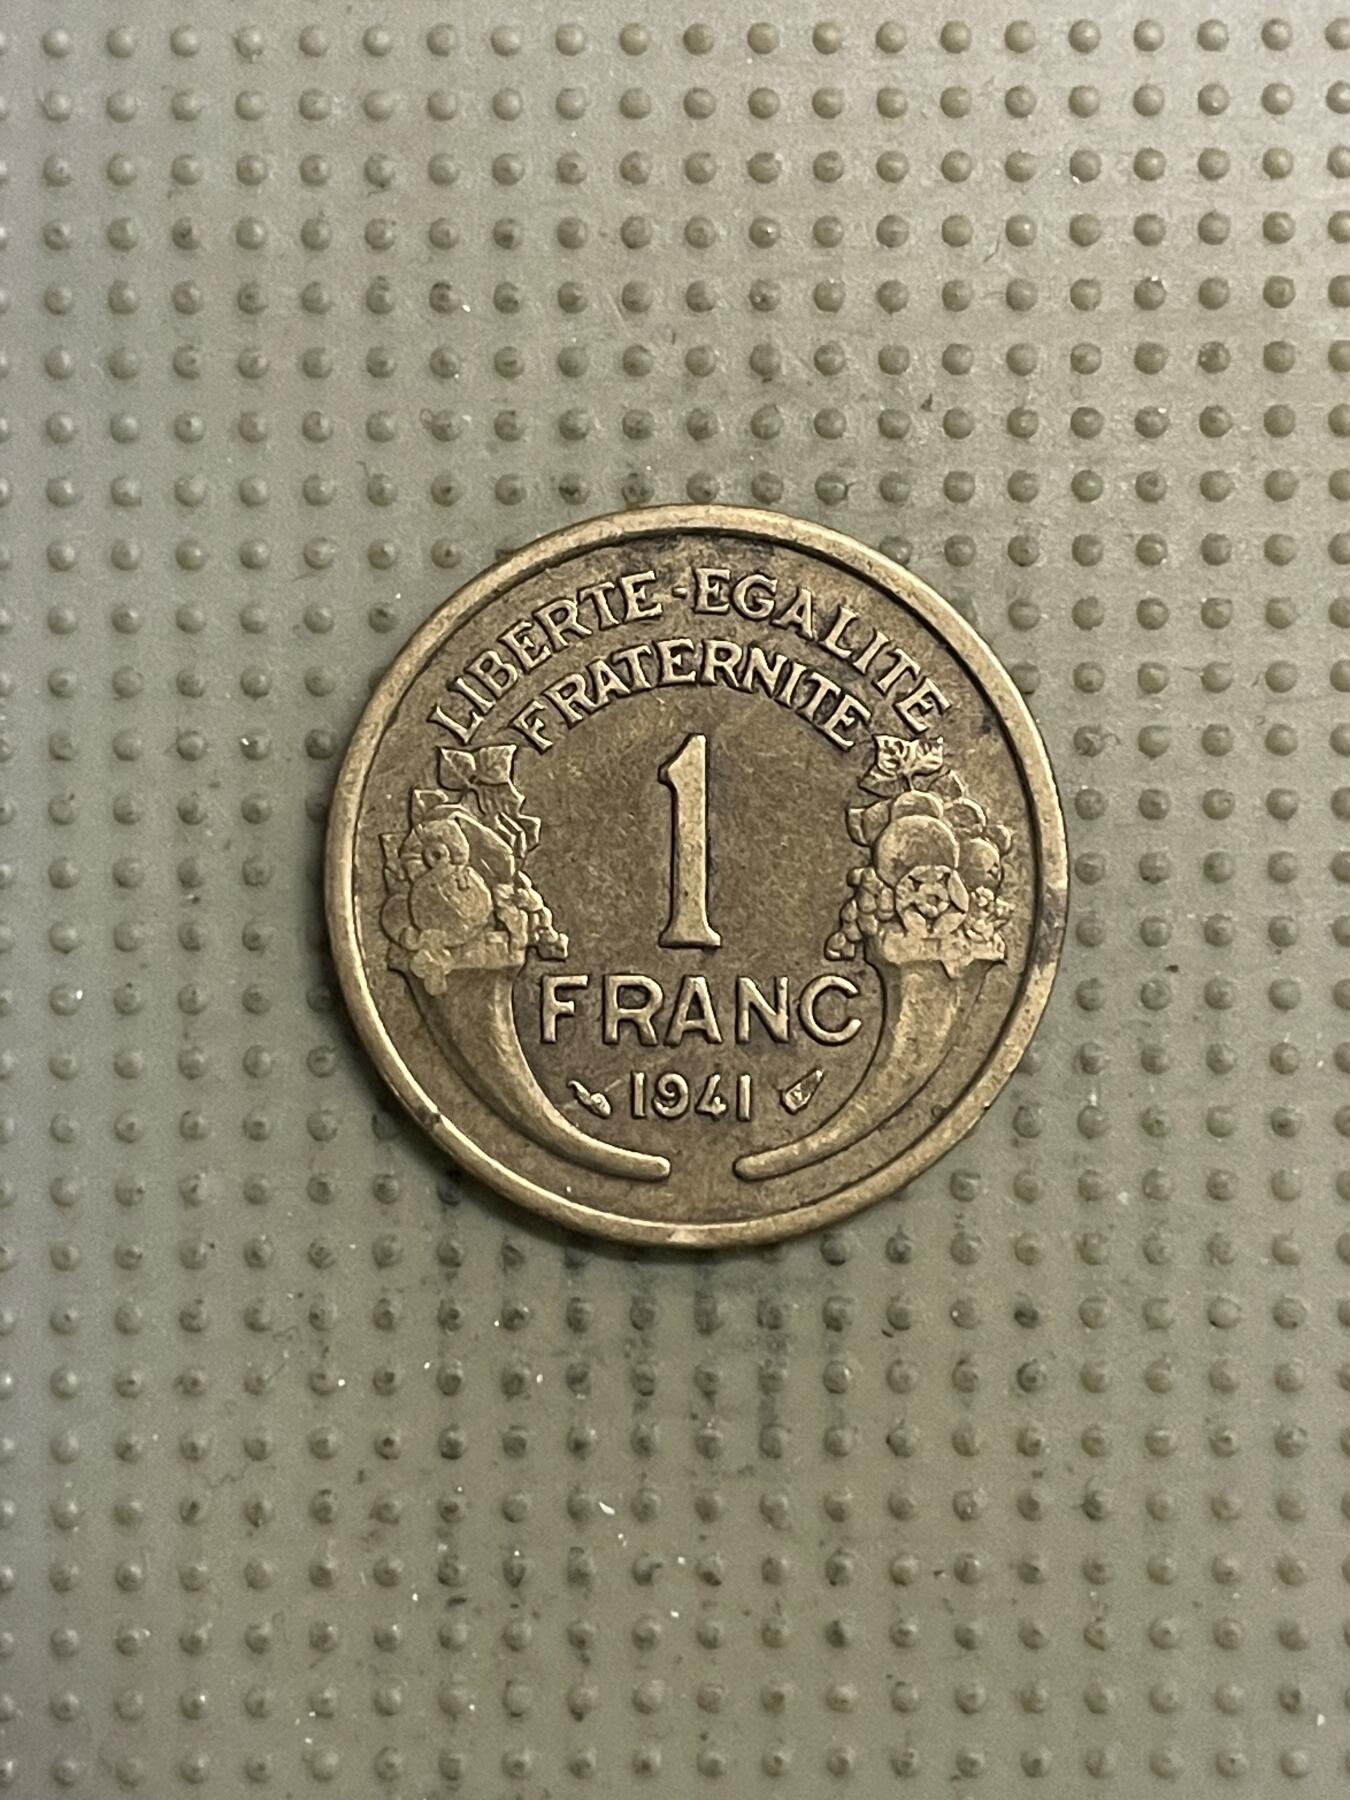 LIBERTE-EGALITE
FRATERNITE
1
FRANC
1941